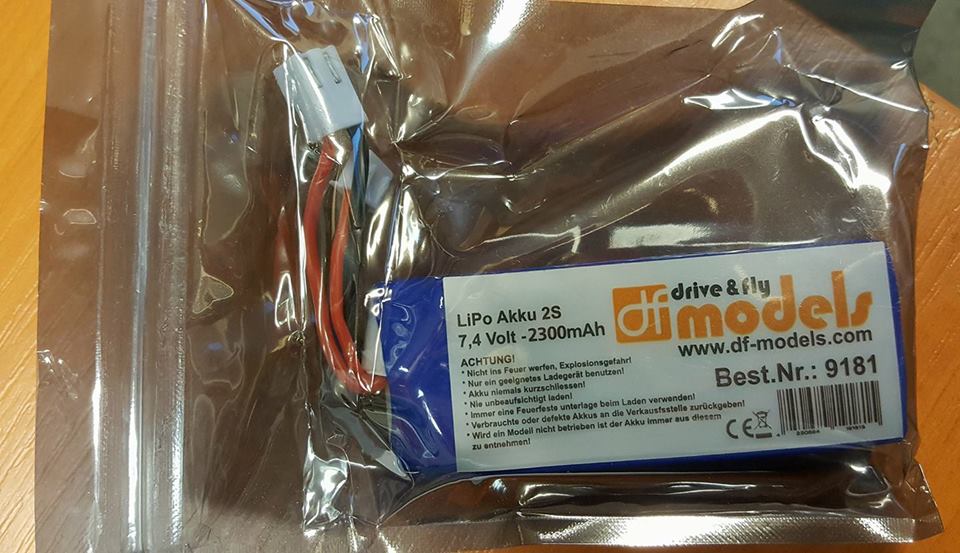 LiPo Akku 2S
7,4 Volt -2300mAh
df drive & fly
models
www.df-models.com
Best.Nr.: 9181
ACHTUNG!
* Nicht ins Feuer werfen, Explosionsgefahr!
* Nur ein geeignetes Ladegerät benutzen!
* Akku niemals kurzschliessen!
* Nie unbeaufsichtigt laden!
* Immer eine Feuerfeste unterlage beim Laden verwenden!
* Verbrauchte oder defekte Akkus an die Verkausfsstelle zurückgeben!
* Wird ein Modell nicht betrieben ist der Akku immer aus diesem
zu entnehmen!
CE